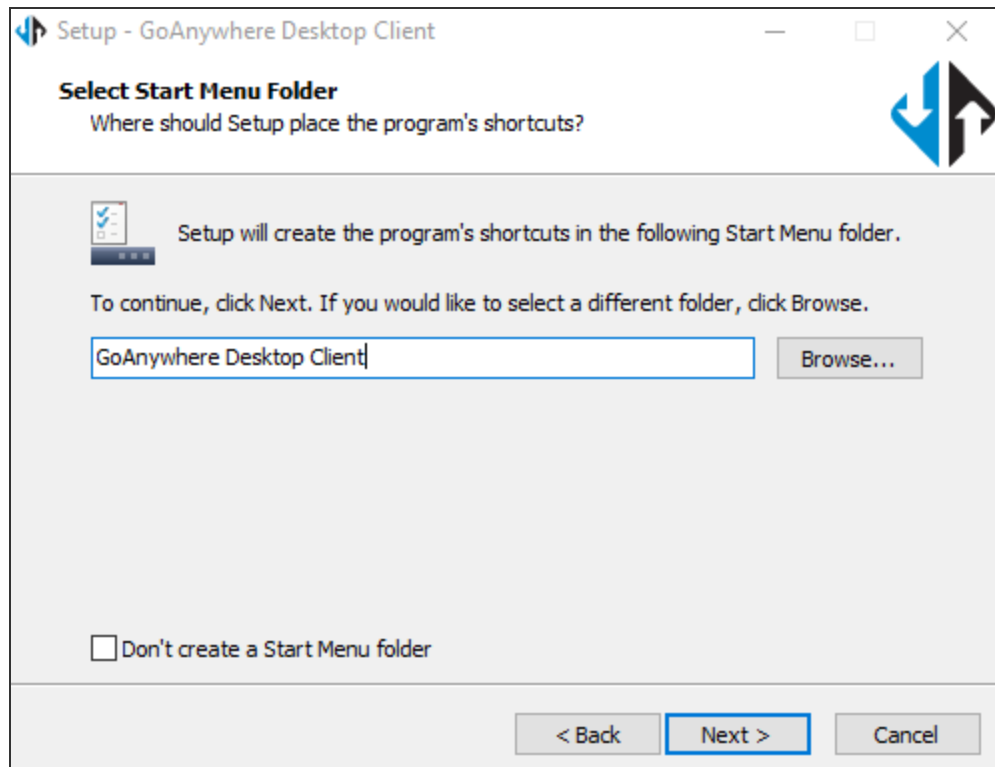 Setup - GoAnywhere Desktop Client
Select Start Menu Folder
Where should Setup place the program's shortcuts?
Setup will create the program's shortcuts in the following Start Menu folder.
To continue, click Next. If you would like to select a different folder, click Browse.
GoAnywhere Desktop Client
Browse...
Don't create a Start Menu folder
< Back
Next >
Cancel